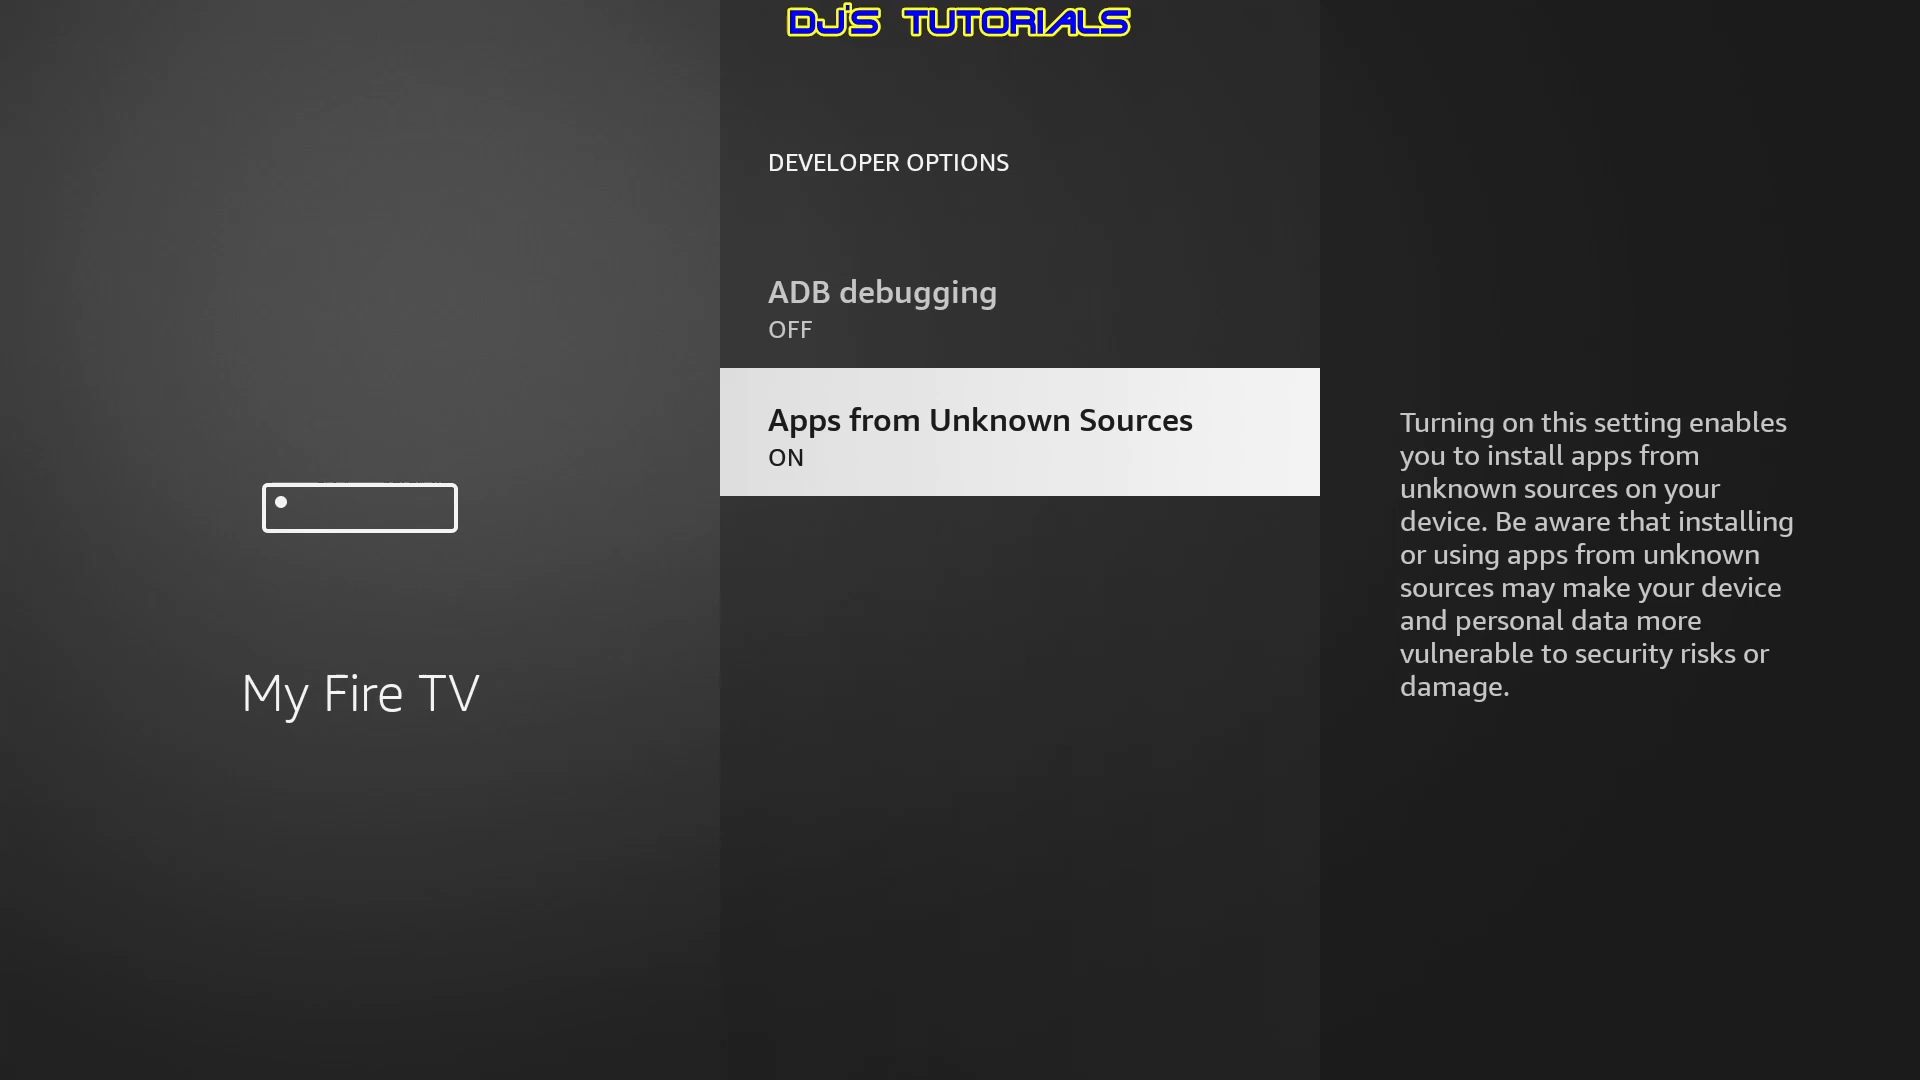 DJ'S TUTORIALS
DEVELOPER OPTIONS
ADB debugging
OFF
Apps from Unknown Sources
ON
My Fire TV
Turning on this setting enables
you to install apps from
unknown sources on your
device. Be aware that installing
or using apps from unknown
sources may make your device
and personal data more
vulnerable to security risks or
damage.